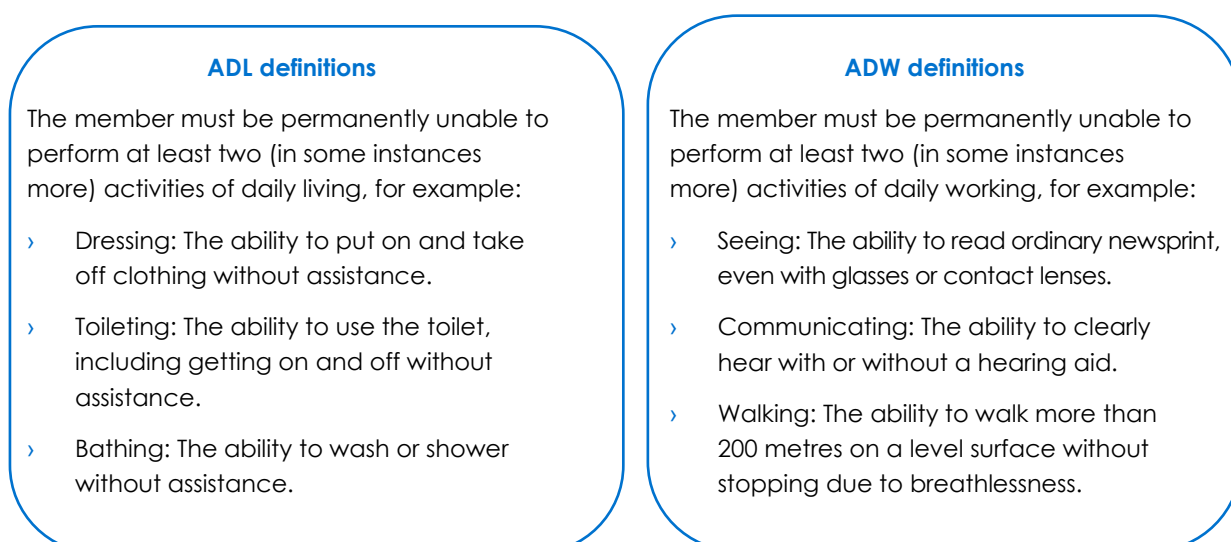 ADL definitions
The member must be permanently unable to
perform at least two (in some instances
more) activities of daily living, for example:
› Dressing: The ability to put on and take
off clothing without assistance.
› Toileting: The ability to use the toilet,
including getting on and off without
assistance.
› Bathing: The ability to wash or shower
without assistance.
ADW definitions
The member must be permanently unable to
perform at least two (in some instances
more) activities of daily working, for example:
› Seeing: The ability to read ordinary newsprint,
even with glasses or contact lenses.
› Communicating: The ability to clearly
hear with or without a hearing aid.
› Walking: The ability to walk more than
200 metres on a level surface without
stopping due to breathlessness.